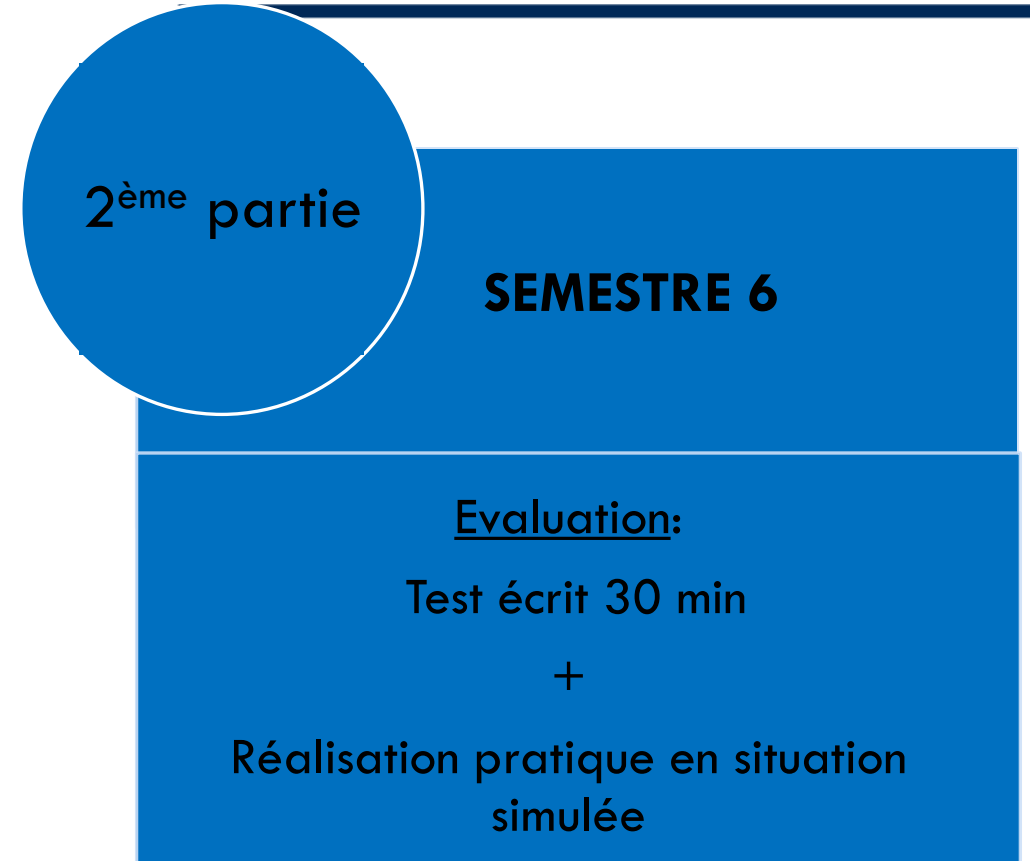 2ème partie
SEMESTRE 6
Evaluation:
Test écrit 30 min
+
Réalisation pratique en situation
simulée